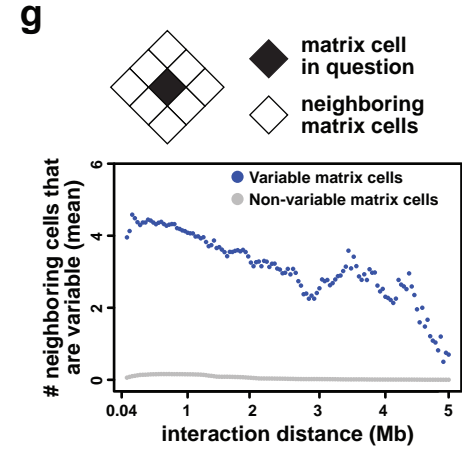 g
matrix cell
in question
neighboring
matrix cells
# neighboring cells that
are variable (mean)
6
4
2
0
Variable matrix cells
Non-variable matrix cells
0.04 1 2 3 4 5
interaction distance (Mb)